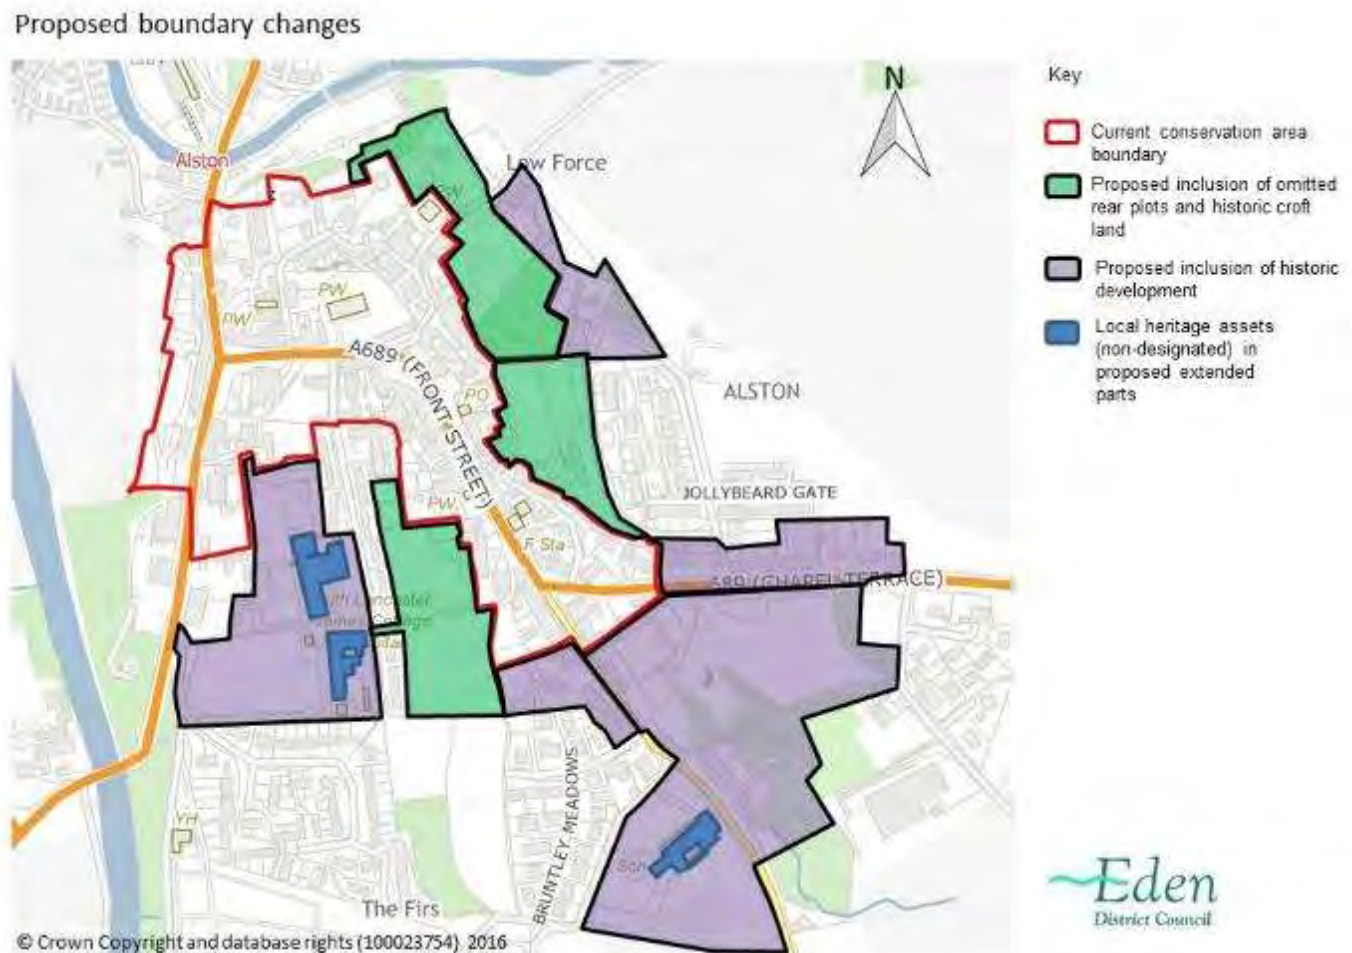 Proposed boundary changes
N
Alston
Low Force
PW
PW
A689 (FRONT STREET)
PO
ALSTON
JOLLYBEARD GATE
PW
F Sta
(CHAPEL TERRACE)
BRUNTLEY MEADOWS
YH
Sch
The Firs
© Crown Copyright and database rights (100023754) 2016
Key
Current conservation area
boundary
Proposed inclusion of omitted
rear plots and historic croft
land
Proposed inclusion of historic
development
Local heritage assets
(non-designated) in
proposed extended
parts
Eden
District Council